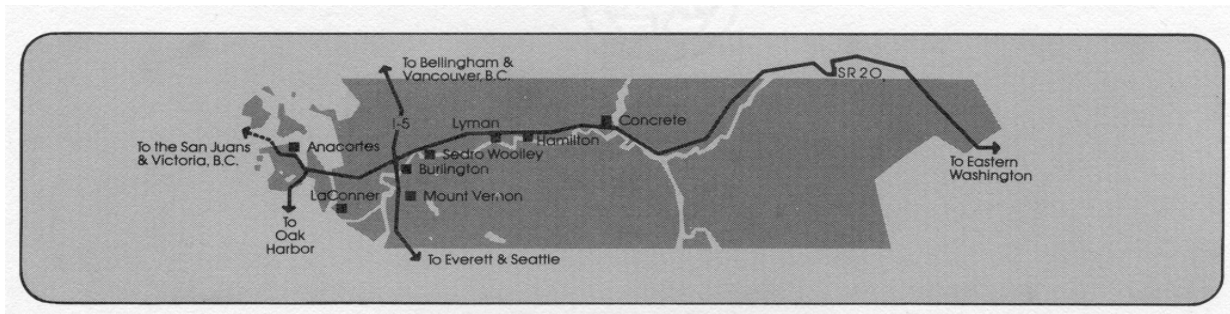 To Bellingham &
Vancouver, B.C.
SR 20
I-5
Lyman
Concrete
Hamilton
To the San Juans
& Victoria, B.C.
Anacartes
Sedro Woolley
Burlington
To Eastern
Washington
LaConner
Mount Vernon
To
Oak
Harbor
To Everett & Seattle